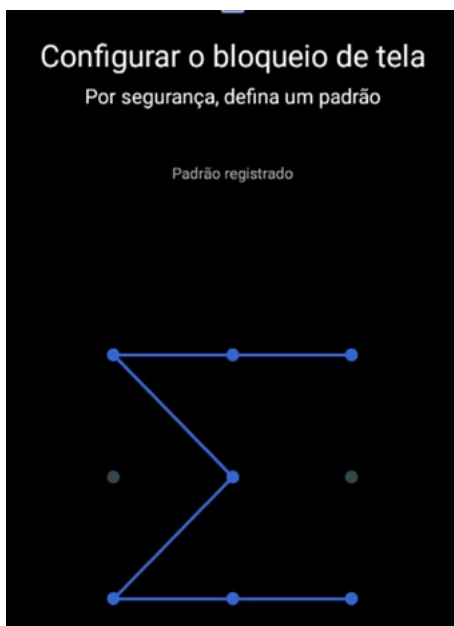 Configurar o bloqueio de tela
Por segurança, defina um padrão
Padrão registrado